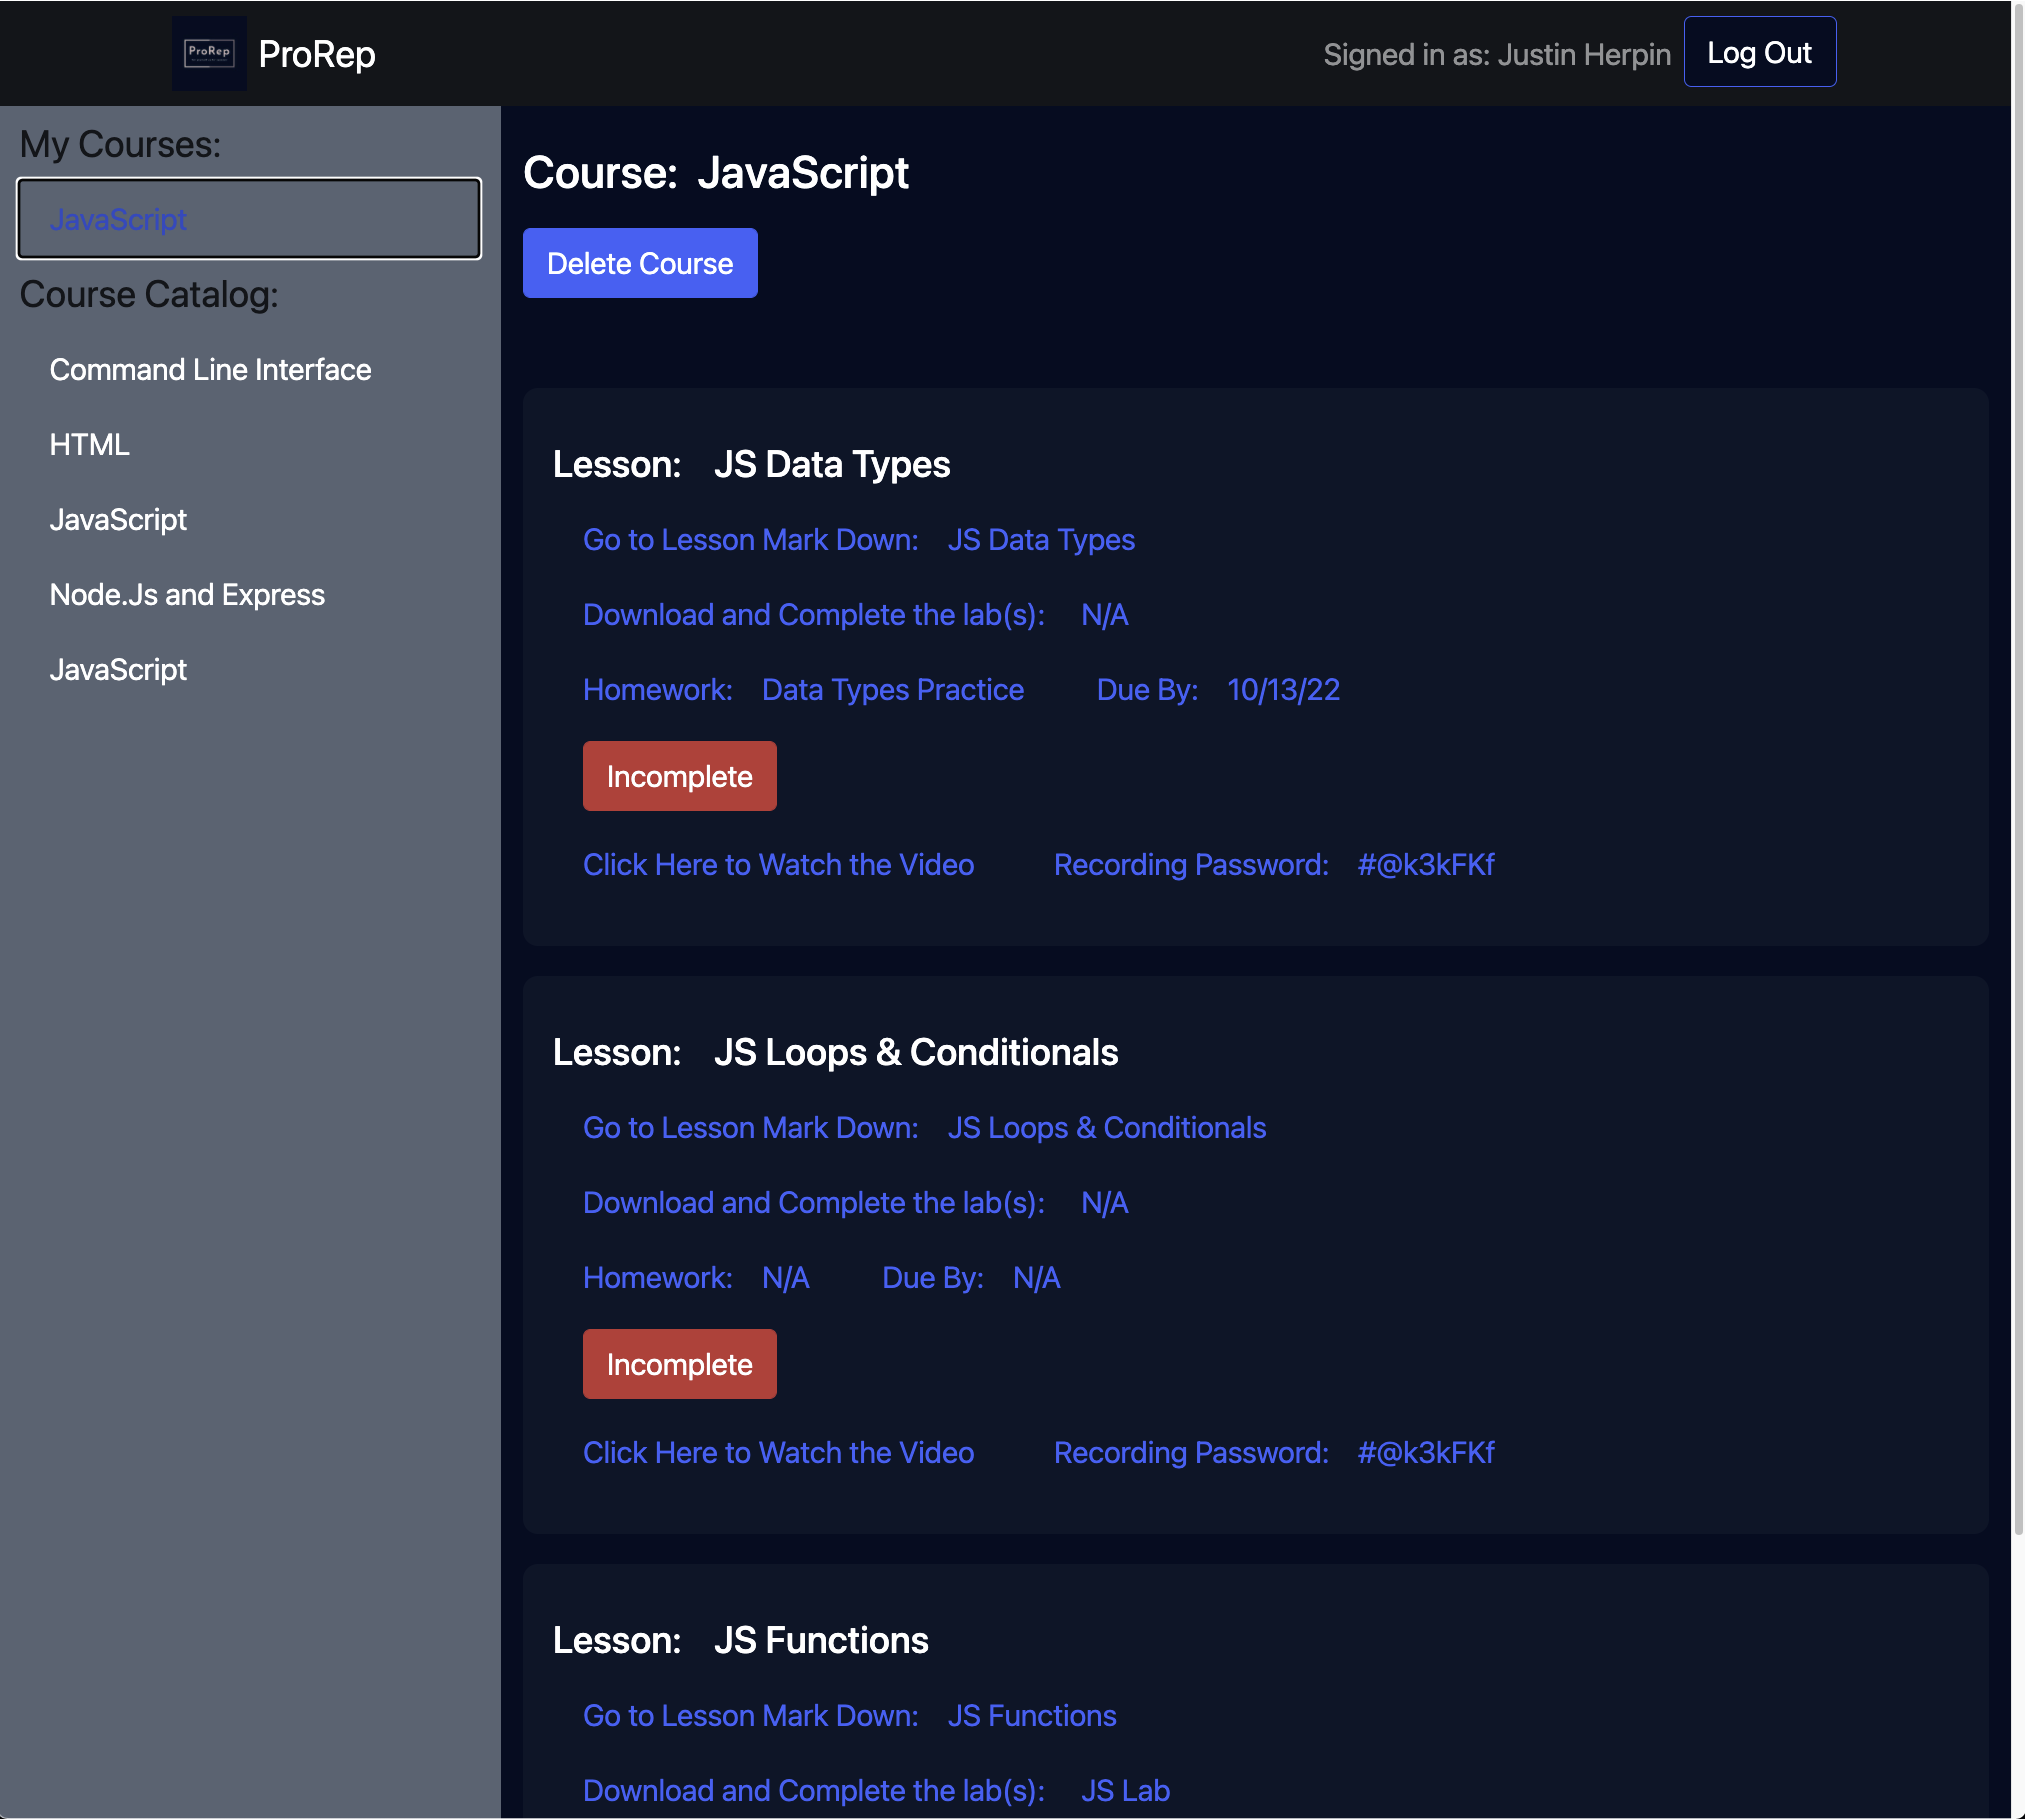 ProRep
ProRep
Signed in as: Justin Herpin
Log Out
My Courses:
JavaScript
Course Catalog:
Command Line Interface
HTML
JavaScript
Node.Js and Express
JavaScript
Course: JavaScript
Delete Course
Lesson: JS Data Types
Go to Lesson Mark Down: JS Data Types
Download and Complete the lab(s): N/A
Homework: Data Types Practice Due By: 10/13/22
Incomplete
Click Here to Watch the Video Recording Password: #@k3kFKf
Lesson: JS Loops & Conditionals
Go to Lesson Mark Down: JS Loops & Conditionals
Download and Complete the lab(s): N/A
Homework: N/A Due By: N/A
Incomplete
Click Here to Watch the Video Recording Password: #@k3kFKf
Lesson: JS Functions
Go to Lesson Mark Down: JS Functions
Download and Complete the lab(s): JS Lab